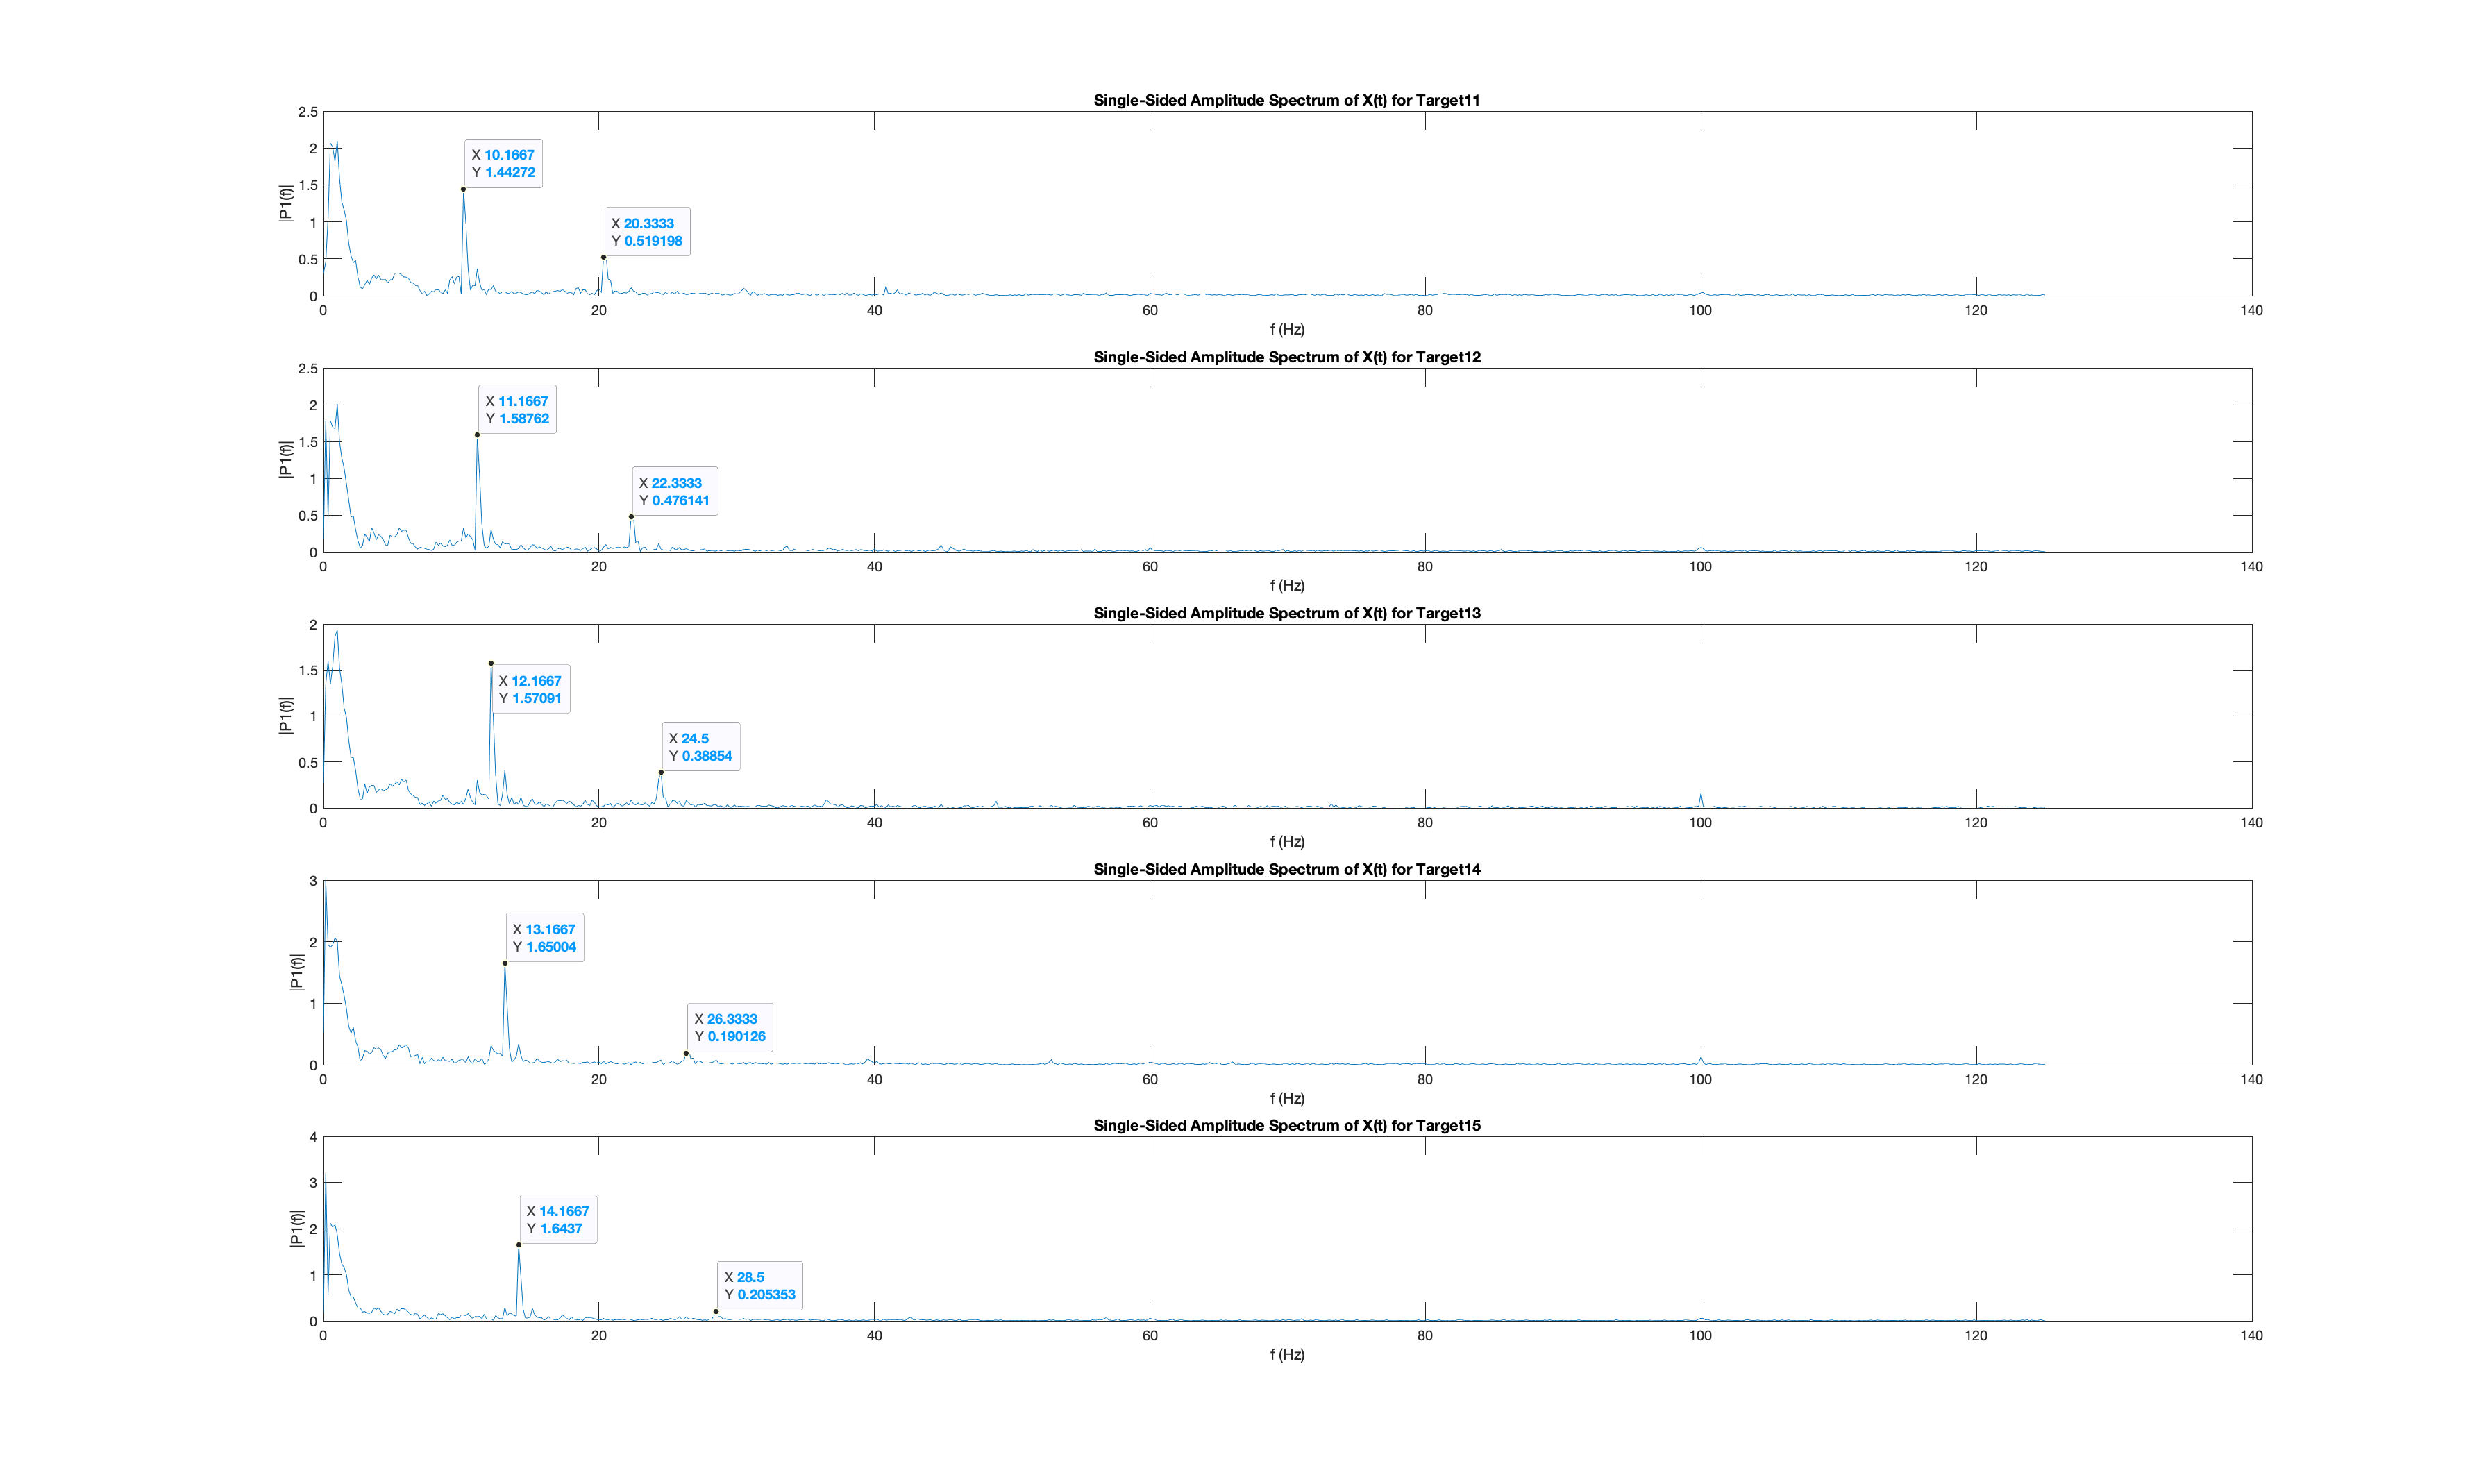 Single-Sided Amplitude Spectrum of X(t) for Target11
2.5
2
1.5
1
0.5
0
|P1(f)|
X 10.1667
Y 1.44272
X 20.3333
Y 0.519198
0 20 40 60 80 100 120 140
f (Hz)
Single-Sided Amplitude Spectrum of X(t) for Target12
2.5
2
1.5
1
0.5
0
|P1(f)|
X 11.1667
Y 1.58762
X 22.3333
Y 0.476141
0 20 40 60 80 100 120 140
f (Hz)
Single-Sided Amplitude Spectrum of X(t) for Target13
2
1.5
1
0.5
0
|P1(f)|
X 12.1667
Y 1.57091
X 24.5
Y 0.38854
0 20 40 60 80 100 120 140
f (Hz)
Single-Sided Amplitude Spectrum of X(t) for Target14
3
2
1
0
|P1(f)|
X 13.1667
Y 1.65004
X 26.3333
Y 0.190126
0 20 40 60 80 100 120 140
f (Hz)
Single-Sided Amplitude Spectrum of X(t) for Target15
4
3
2
1
0
|P1(f)|
X 14.1667
Y 1.6437
X 28.5
Y 0.205353
0 20 40 60 80 100 120 140
f (Hz)